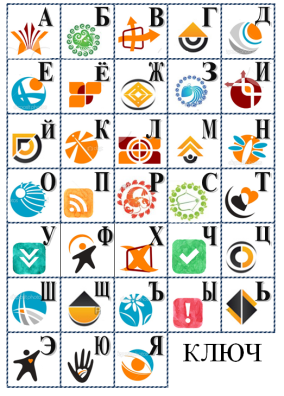 А Б В Г Д
Е Ё Ж З И
Й К Л М Н
О П Р С Т
У Ф Х Ч Ц
Ш Щ Ъ Ы Ь
Э Ю Я КЛЮЧ